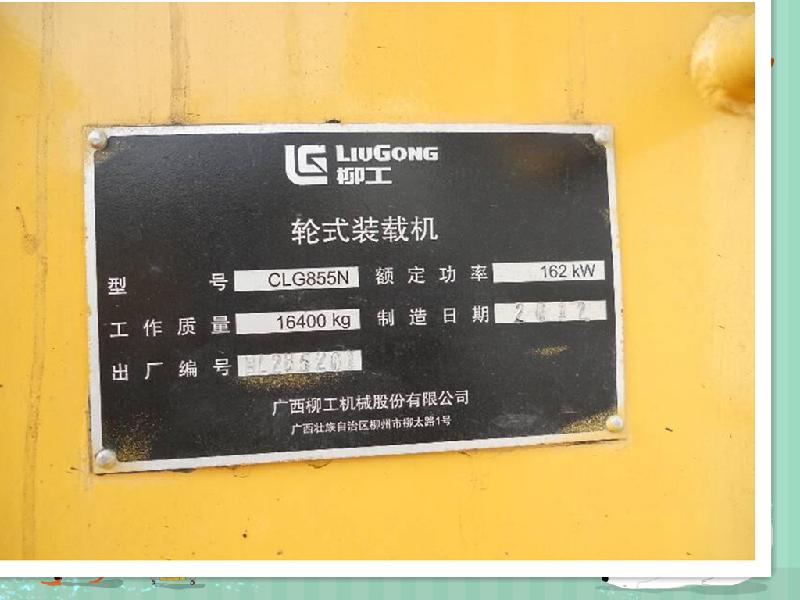 LIUGONG
柳工
轮式装载机
型 号 CLG855N 额定功率 162 kW
工作质量 16400 kg 制造日期 2012
出厂编号
广西柳工机械股份有限公司
广西壮族自治区柳州市柳太路1号